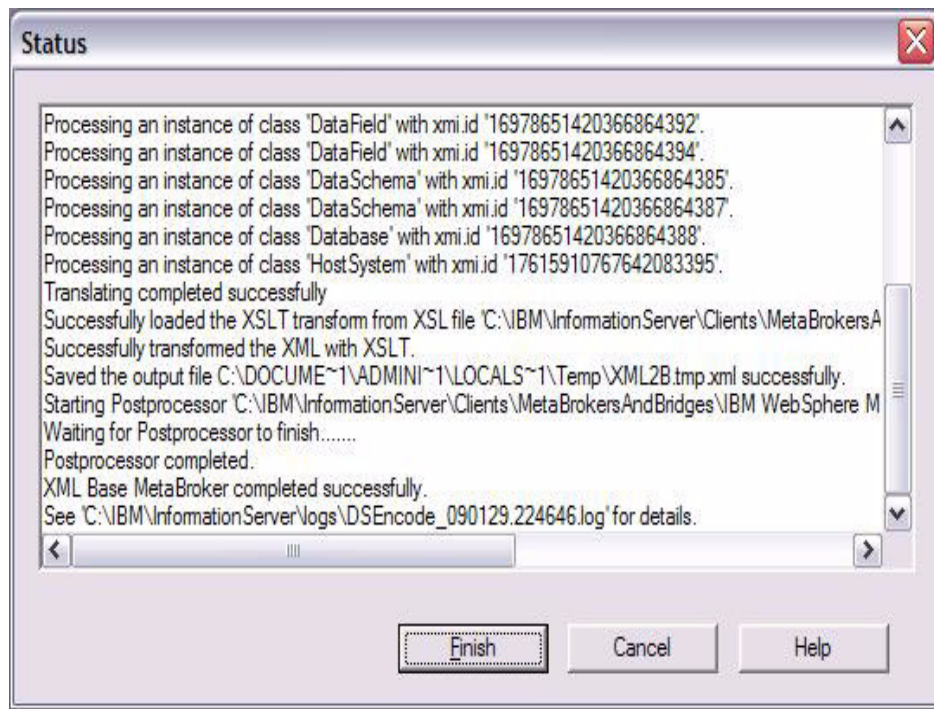 Status
Processing an instance of class 'DataField' with xmi.id '16978651420366864392'.
Processing an instance of class 'DataField' with xmi.id '16978651420366864394'.
Processing an instance of class 'DataSchema' with xmi.id '16978651420366864385'.
Processing an instance of class 'DataSchema' with xmi.id '16978651420366864387'.
Processing an instance of class 'Database' with xmi.id '16978651420366864388'.
Processing an instance of class 'HostSystem' with xmi.id '17615910767642083395'.
Translating completed successfully
Successfully loaded the XSLT transform from XSL file 'C:\IBM\InformationServer\Clients\MetaBrokersA
Successfully transformed the XML with XSLT.
Saved the output file C:\DOCUME~1\ADMINI~1\LOCALS~1\Temp\XML2B.tmp.xml successfully.
Starting Postprocessor 'C:\IBM\InformationServer\Clients\MetaBrokersAndBridges\IBM WebSphere M
Waiting for Postprocessor to finish.......
Postprocessor completed.
XML Base MetaBroker completed successfully.
See 'C:\IBM\InformationServer\logs\DSEncode_090129.224646.log' for details.
Finish Cancel Help